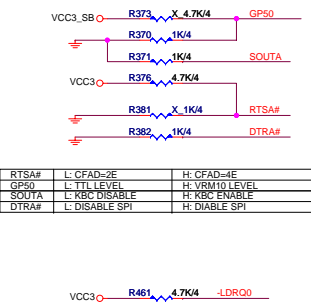 VCC3_SB R373 X_4.7K/4 GP50
R370 1K/4
R371 1K/4 SOUTA
VCC3 R376 4.7K/4
R381 X_1K/4 RTSA#
R382 1K/4 DTRA#
RTSA# L: CFAD=2E H: CFAD=4E
GP50 L: TTL LEVEL H: VRM10 LEVEL
SOUTA L: KBC DISABLE H: KBC ENABLE
DTRA# L: DISABLE SPI H: DIABLE SPI
VCC3 R461 4.7K/4 -LDRQ0